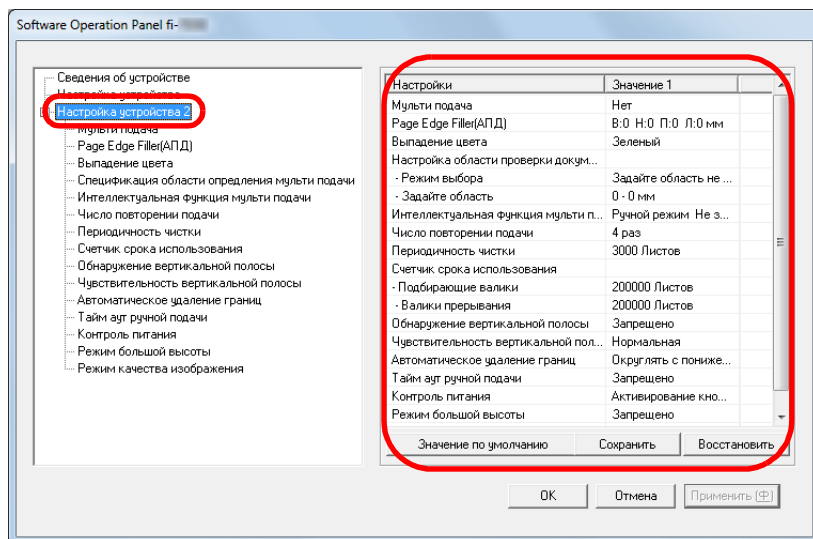 Software Operation Panel fi-
Сведения об устройстве
Настройка устройства
Настройка устройства 2
Мульти подача
Page Edge Filler(АПД)
Выпадение цвета
Спецификация области опредления мульти подачи
Интеллектуальная функция мульти подачи
Число повторении подачи
Периодичность чистки
Счетчик срока использования
Обнаружение вертикальной полосы
Чувствительность вертикальной полосы
Автоматическое удаление границ
Тайм аут ручной подачи
Контроль питания
Режим большой высоты
Режим качества изображения
Настройки Значение 1
Мульти подача Нет
Page Edge Filler(АПД) В:0 Н:0 П:0 Л:0 мм
Выпадение цвета Зеленый
Настройка области проверки докум...
- Режим выбора Задайте область не ...
- Задайте область 0 - 0 мм
Интеллектуальная функция мульти п... Ручной режим Не з...
Число повторении подачи 4 раз
Периодичность чистки 3000 Листов
Счетчик срока использования
- Подбирающие валики 200000 Листов
- Валики прерывания 200000 Листов
Обнаружение вертикальной полосы Запрещено
Чувствительность вертикальной пол... Нормальная
Автоматическое удаление границ Округлять с пониже...
Тайм аут ручной подачи Запрещено
Контроль питания Активирование кно...
Режим большой высоты Запрещено
Значение по умолчанию Сохранить Восстановить
OK Отмена Применить (Ф)